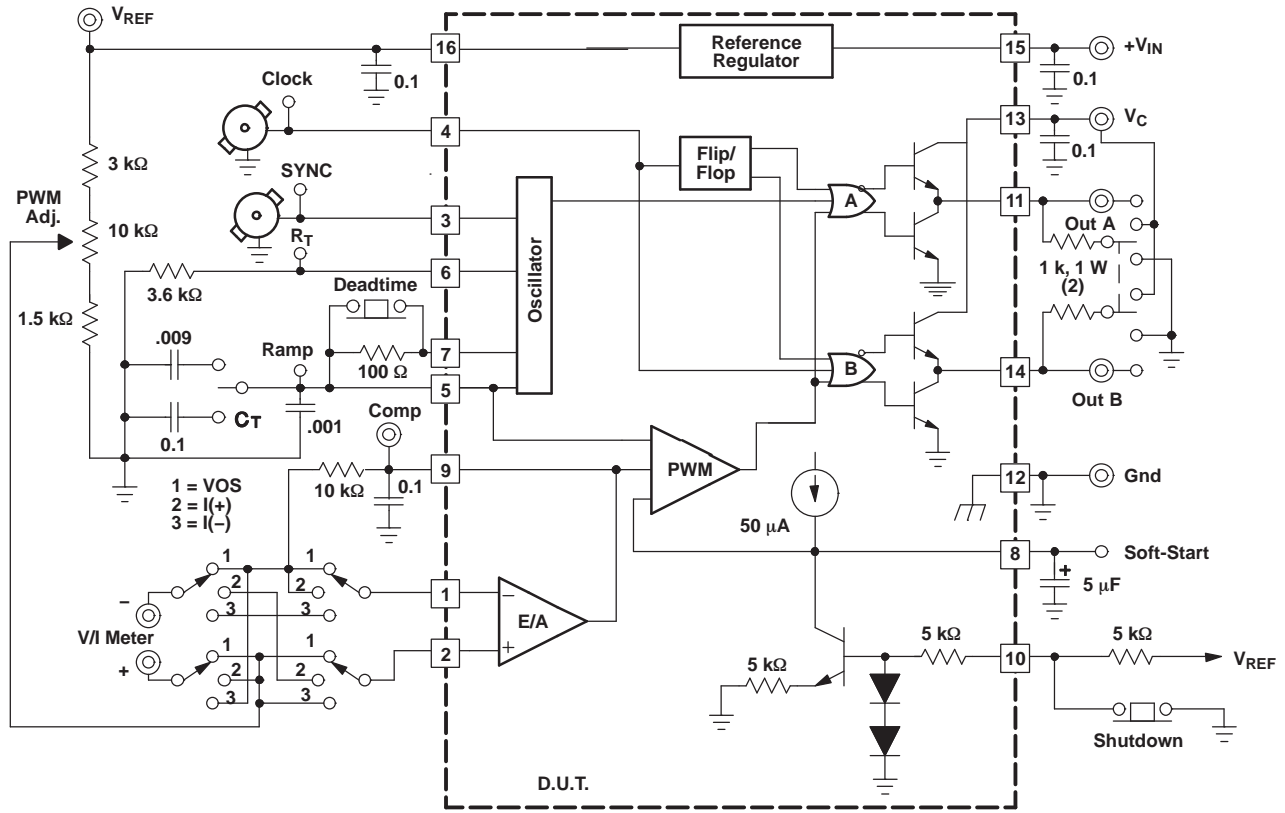 VREF
16
Reference
Regulator
15
+VIN
0.1
0.1
Clock
4
13
VC
0.1
3 kΩ
Flip/
Flop
SYNC
PWM
Adj.
10 kΩ
3
A
11
Out A
RT
6
3.6 kΩ
Oscillator
1 k, 1 W
(2)
Deadtime
1.5 kΩ
.009
Ramp
7
100 Ω
B
14
Out B
5
CT
0.1
.001
Comp
PWM
9
10 kΩ
0.1
12
Gnd
1 = VOS
2 = I(+)
3 = I(–)
50 μA
8
Soft-Start
+
5 μF
1
1
2
2
3
3
–
V/I Meter
+
1
–
E/A
+
2
1
1
2
2
3
3
5 kΩ
5 kΩ
10
5 kΩ
VREF
Shutdown
D.U.T.